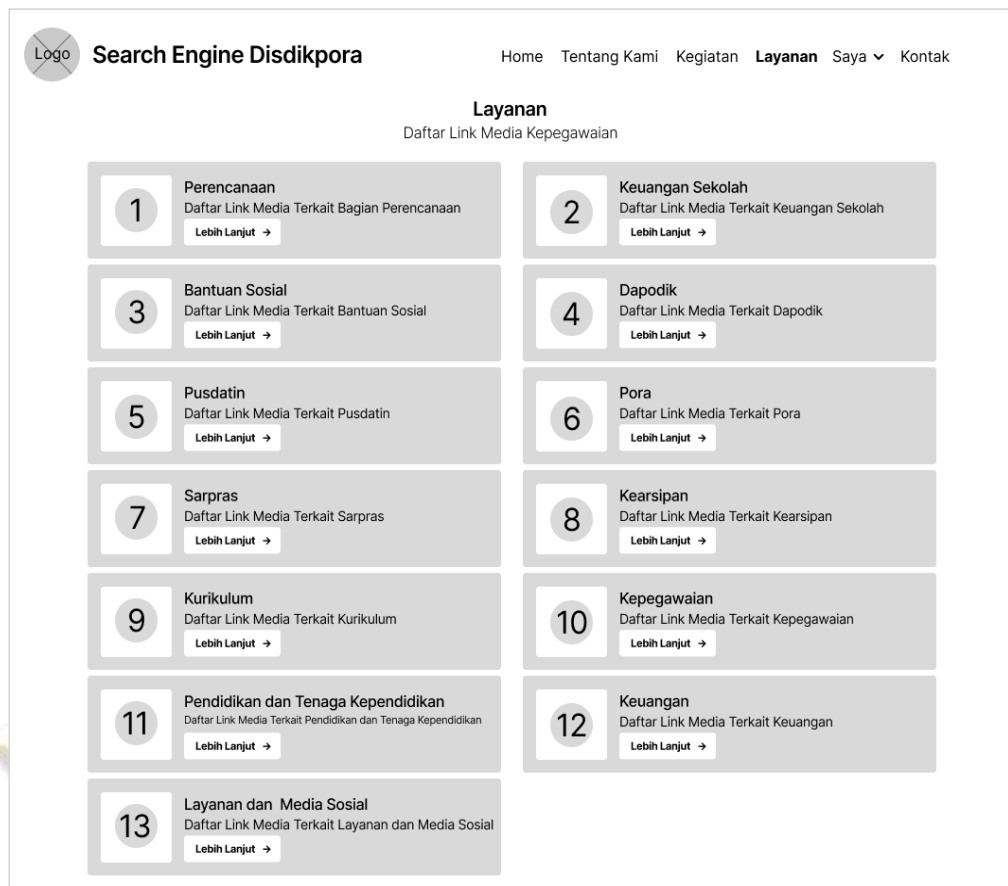 Logo
Search Engine Disdikpora
Home Tentang Kami Kegiatan Layanan Saya Kontak
Layanan
Daftar Link Media Kepegawaian
1
Perencanaan
Daftar Link Media Terkait Bagian Perencanaan
Lebih Lanjut →
2
Keuangan Sekolah
Daftar Link Media Terkait Keuangan Sekolah
Lebih Lanjut →
3
Bantuan Sosial
Daftar Link Media Terkait Bantuan Sosial
Lebih Lanjut →
4
Dapodik
Daftar Link Media Terkait Dapodik
Lebih Lanjut →
5
Pusdatin
Daftar Link Media Terkait Pusdatin
Lebih Lanjut →
6
Pora
Daftar Link Media Terkait Pora
Lebih Lanjut →
7
Sarpras
Daftar Link Media Terkait Sarpras
Lebih Lanjut →
8
Kearsipan
Daftar Link Media Terkait Kearsipan
Lebih Lanjut →
9
Kurikulum
Daftar Link Media Terkait Kurikulum
Lebih Lanjut →
10
Kepegawaian
Daftar Link Media Terkait Kepegawaian
Lebih Lanjut →
11
Pendidikan dan Tenaga Kependidikan
Daftar Link Media Terkait Pendidikan dan Tenaga Kependidikan
Lebih Lanjut →
12
Keuangan
Daftar Link Media Terkait Keuangan
Lebih Lanjut →
13
Layanan dan Media Sosial
Daftar Link Media Terkait Layanan dan Media Sosial
Lebih Lanjut →